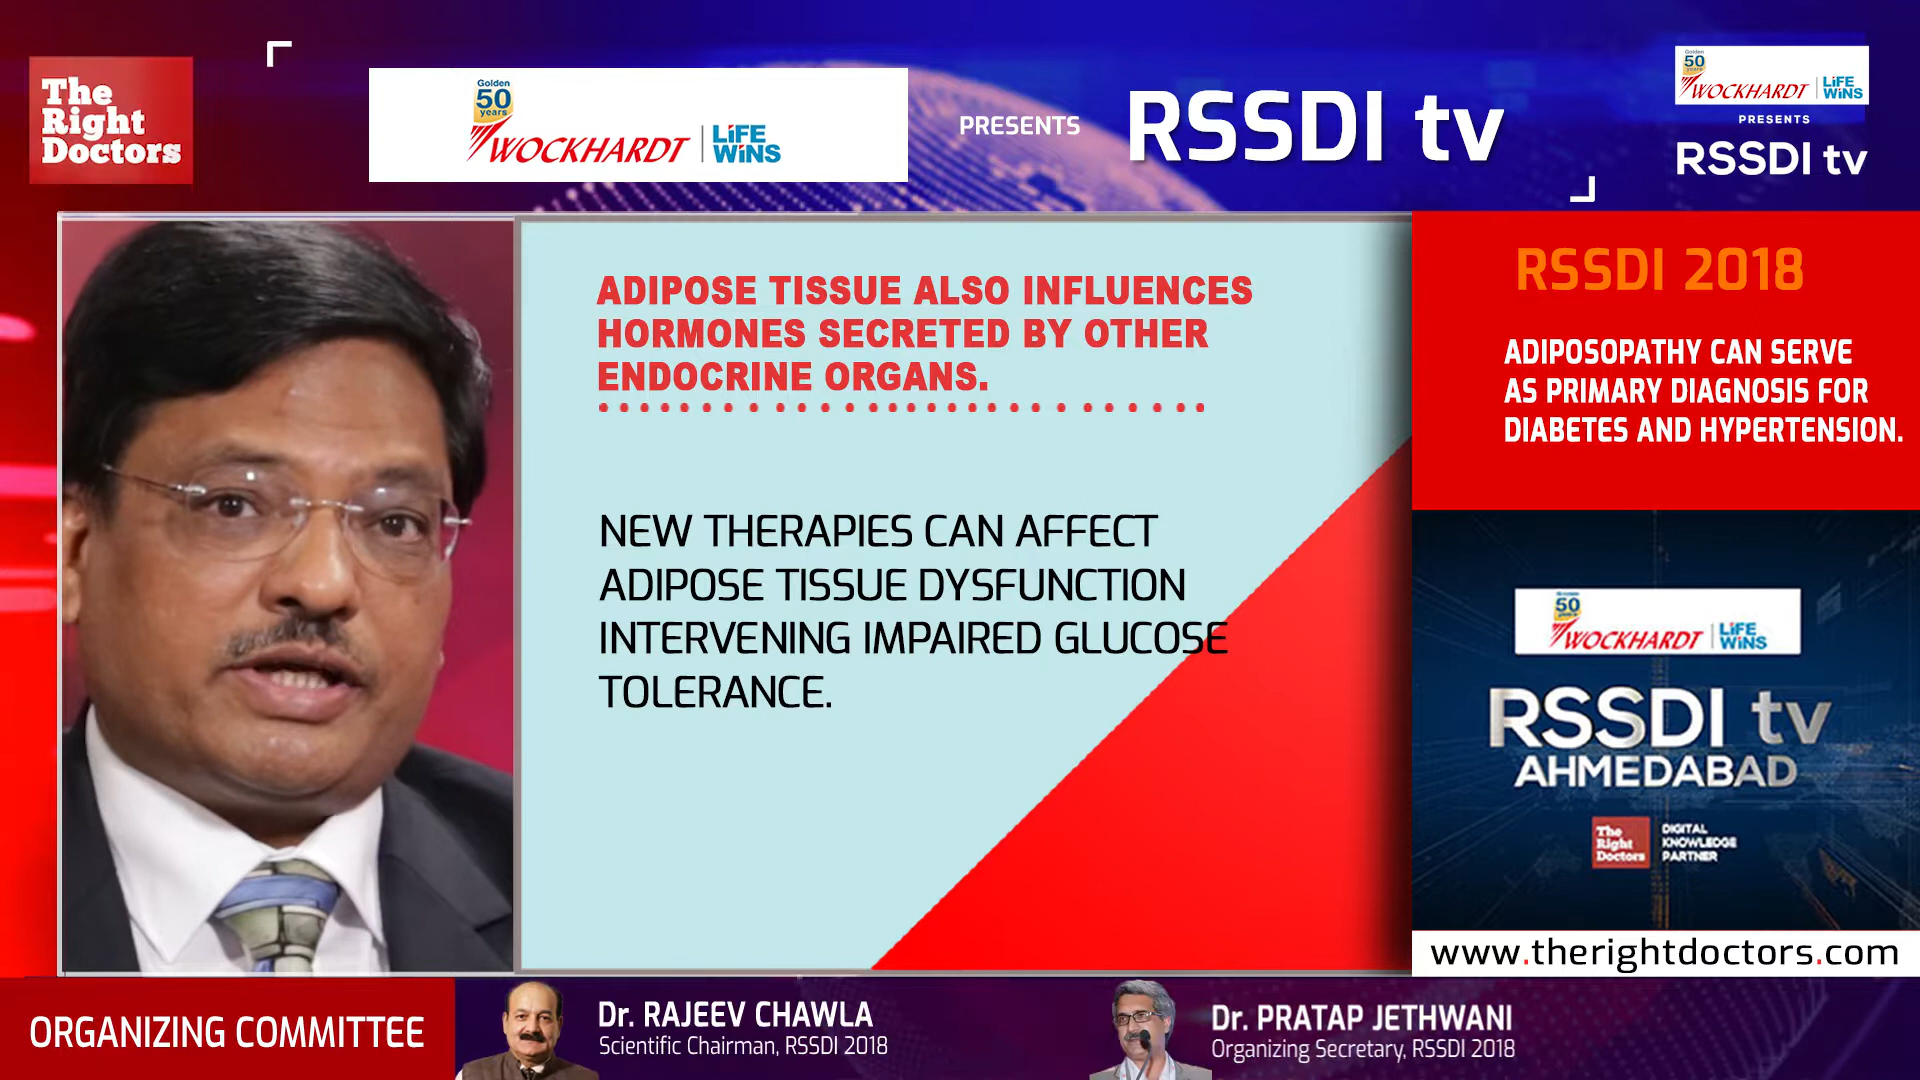 The
Right
Doctors
Golden
50
years
WOCKHARDT
LiFE
WiNS
PRESENTS
RSSDI tv
Golden
50
years
WOCKHARDT
LiFE
WiNS
PRESENTS
RSSDI tv
ADIPOSE TISSUE ALSO INFLUENCES
HORMONES SECRETED BY OTHER
ENDOCRINE ORGANS.
NEW THERAPIES CAN AFFECT
ADIPOSE TISSUE DYSFUNCTION
INTERVENING IMPAIRED GLUCOSE
TOLERANCE.
RSSDI 2018
ADIPOSOPATHY CAN SERVE
AS PRIMARY DIAGNOSIS FOR
DIABETES AND HYPERTENSION.
Golden
50
years
WOCKHARDT
LiFE
WiNS
RSSDI tv
AHMEDABAD
The
Right
Doctors
DIGITAL
KNOWLEDGE
PARTNER
www.therightdoctors.com
ORGANIZING COMMITTEE
Dr. RAJEEV CHAWLA
Scientific Chairman, RSSDI 2018
Dr. PRATAP JETHWANI
Organizing Secretary, RSSDI 2018